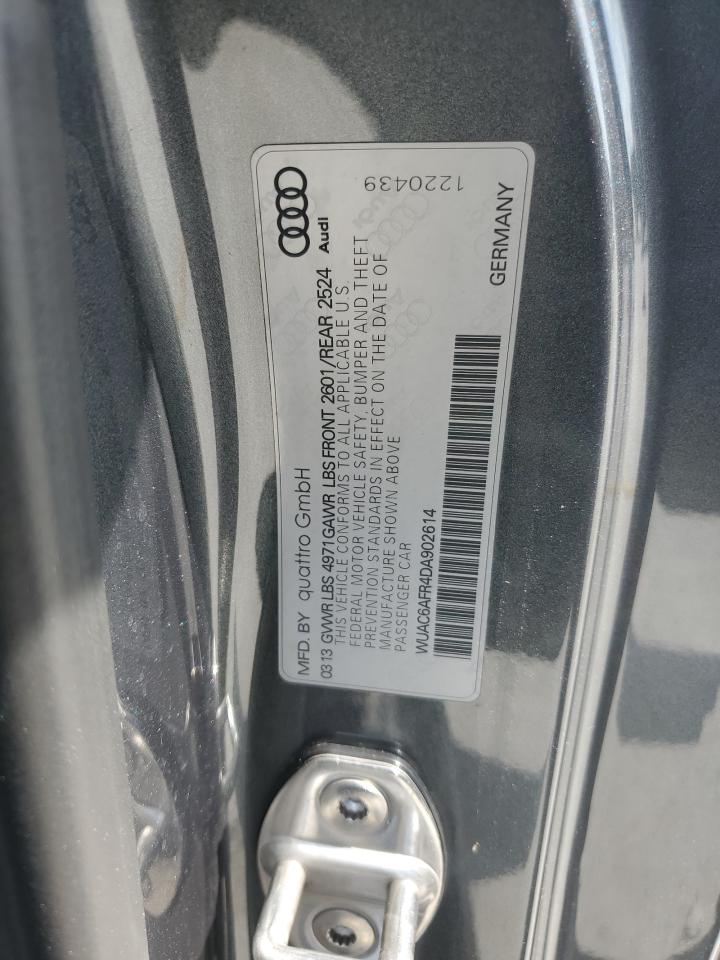 MFD. BY quattro GmbH
Audi
0313 GVWR LBS 4971 GAWR LBS FRONT 2601/REAR 2524
THIS VEHICLE CONFORMS TO ALL APPLICABLE U.S.
FEDERAL MOTOR VEHICLE SAFETY, BUMPER AND THEFT
PREVENTION STANDARDS IN EFFECT ON THE DATE OF
MANUFACTURE SHOWN ABOVE
PASSENGER CAR
1220439
WUAC6AFR4DA902614
GERMANY